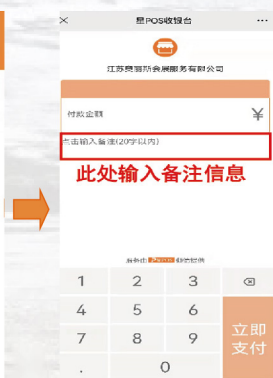 星POS收银台
江苏赛丽斯会展服务有限公司
付款金额 ¥
点击输入备注(20字以内)
此处输入备注信息
1 2 3
4 5 6
7 8 9
. 0
立即
支付